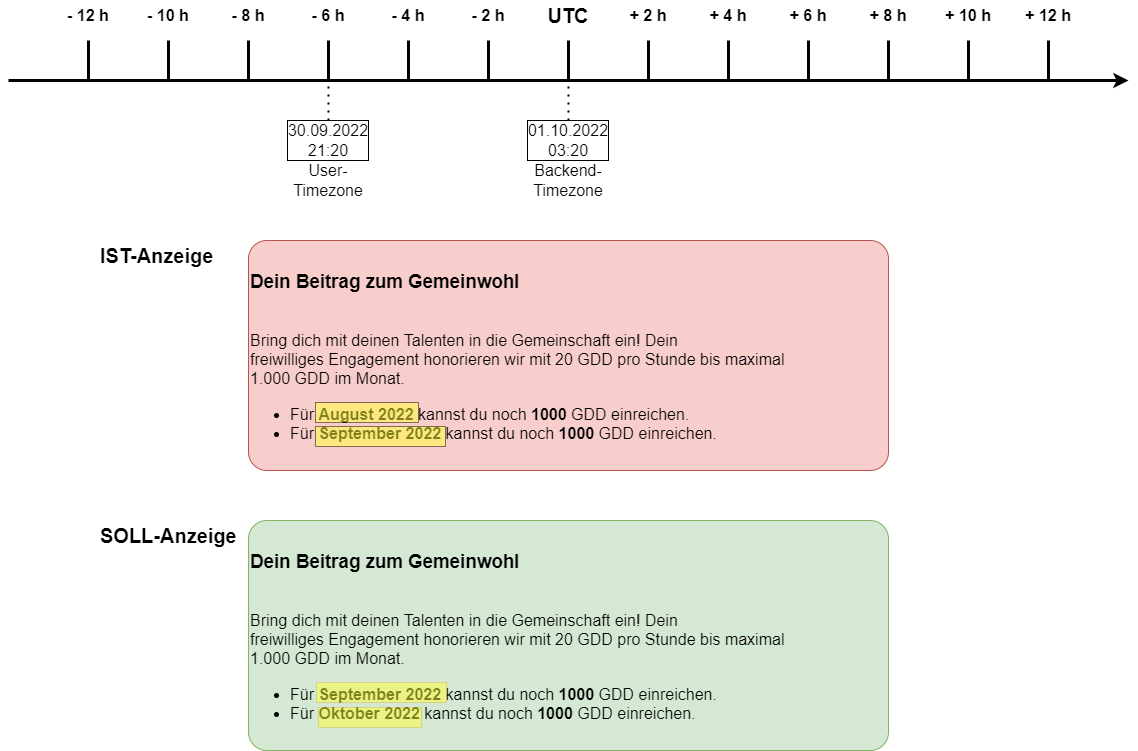 - 12 h - 10 h - 8 h - 6 h - 4 h - 2 h UTC + 2 h + 4 h + 6 h + 8 h + 10 h + 12 h
30.09.2022
21:20
User-
Timezone
01.10.2022
03:20
Backend-
Timezone
IST-Anzeige
Dein Beitrag zum Gemeinwohl
Bring dich mit deinen Talenten in die Gemeinschaft ein! Dein
freiwilliges Engagement honorieren wir mit 20 GDD pro Stunde bis maximal
1.000 GDD im Monat.
• Für August 2022 kannst du noch 1000 GDD einreichen.
• Für September 2022 kannst du noch 1000 GDD einreichen.
SOLL-Anzeige
Dein Beitrag zum Gemeinwohl
Bring dich mit deinen Talenten in die Gemeinschaft ein! Dein
freiwilliges Engagement honorieren wir mit 20 GDD pro Stunde bis maximal
1.000 GDD im Monat.
• Für September 2022 kannst du noch 1000 GDD einreichen.
• Für Oktober 2022 kannst du noch 1000 GDD einreichen.